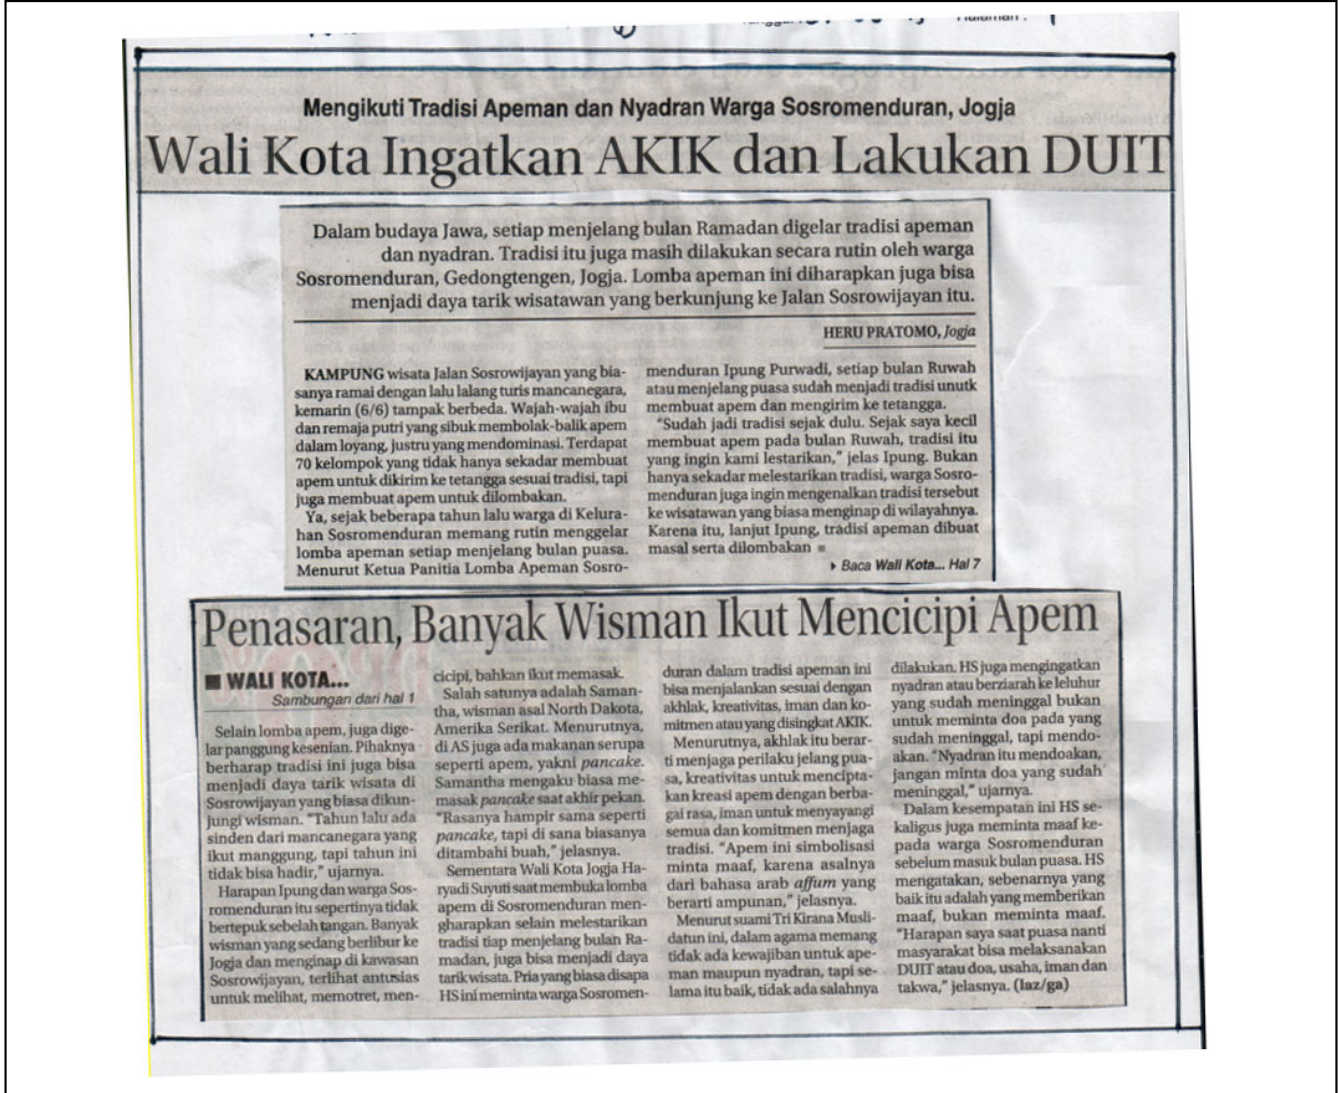 Mengikuti Tradisi Apeman dan Nyadran Warga Sosromenduran, Jogja
Wali Kota Ingatkan AKIK dan Lakukan DUIT
Dalam budaya Jawa, setiap menjelang bulan Ramadan digelar tradisi apeman
dan nyadran. Tradisi itu juga masih dilakukan secara rutin oleh warga
Sosromenduran, Gedongtengen, Jogja. Lomba apeman ini diharapkan juga bisa
menjadi daya tarik wisatawan yang berkunjung ke Jalan Sosrowijayan itu.
HERU PRATOMO, Jogja
KAMPUNG wisata Jalan Sosrowijayan yang bia-
sanya ramai dengan lalu lalang turis mancanegara,
kemarin (6/6) tampak berbeda. Wajah-wajah ibu
dan remaja putri yang sibuk membolak-balik apem
dalam loyang, justru yang mendominasi. Terdapat
70 kelompok yang tidak hanya sekadar membuat
apem untuk dikirim ke tetangga sesuai tradisi, tapi
juga membuat apem untuk dilombakan.
Ya, sejak beberapa tahun lalu warga di Kelura-
han Sosromenduran memang rutin menggelar
lomba apeman setiap menjelang bulan puasa.
Menurut Ketua Panitia Lomba Apeman Sosro-
menduran Ipung Purwadi, setiap bulan Ruwah
atau menjelang puasa sudah menjadi tradisi unutk
membuat apem dan mengirim ke tetangga.
"Sudah jadi tradisi sejak dulu. Sejak saya kecil
membuat apem pada bulan Ruwah, tradisi itu
yang ingin kami lestarikan," jelas Ipung. Bukan
hanya sekadar melestarikan tradisi, warga Sosro-
menduran juga ingin mengenalkan tradisi tersebut
ke wisatawan yang biasa menginap di wilayahnya.
Karena itu, lanjut Ipung, tradisi apeman dibuat
masal serta dilombakan ■
▸ Baca Wali Kota... Hal 7
Penasaran, Banyak Wisman Ikut Mencicipi Apem
■ WALI KOTA...
Sambungan dari hal 1
Selain lomba apem, juga dige-
lar panggung kesenian. Pihaknya
berharap tradisi ini juga bisa
menjadi daya tarik wisata di
Sosrowijayan yang biasa dikun-
jungi wisman. "Tahun lalu ada
sinden dari mancanegara yang
ikut manggung, tapi tahun ini
tidak bisa hadir," ujarnya.
Harapan Ipung dan warga Sos-
romenduran itu sepertinya tidak
bertepuk sebelah tangan. Banyak
wisman yang sedang berlibur ke
Jogja dan menginap di kawasan
Sosrowijayan, terlihat antusias
untuk melihat, memotret, men-
cicipi, bahkan ikut memasak.
Salah satunya adalah Saman-
tha, wisman asal North Dakota,
Amerika Serikat. Menurutnya,
di AS juga ada makanan serupa
seperti apem, yakni pancake.
Samantha mengaku biasa me-
masak pancake saat akhir pekan.
"Rasanya hampir sama seperti
pancake, tapi di sana biasanya
ditambahi buah," jelasnya.
Sementara Wali Kota Jogja Ha-
ryadi Suyuti saat membuka lomba
apem di Sosromenduran men-
gharapkan selain melestarikan
tradisi tiap menjelang bulan Ra-
madan, juga bisa menjadi daya
tarik wisata. Pria yang biasa disapa
HS ini meminta warga Sosromen-
duran dalam tradisi apeman ini
bisa menjalankan sesuai dengan
akhlak, kreativitas, iman dan ko-
mitmen atau yang disingkat AKIK.
Menurutnya, akhlak itu berar-
ti menjaga perilaku jelang pua-
sa, kreativitas untuk mencipta-
kan kreasi apem dengan berba-
gai rasa, iman untuk menyayangi
semua dan komitmen menjaga
tradisi. "Apem ini simbolisasi
minta maaf, karena asalnya
dari bahasa arab affum yang
berarti ampunan," jelasnya.
Menurut suami Tri Kirana Musli-
datun ini, dalam agama memang
tidak ada kewajiban untuk ape-
man maupun nyadran, tapi se-
lama itu baik, tidak ada salahnya
dilakukan. HS juga mengingatkan
nyadran atau berziarah ke leluhur
yang sudah meninggal bukan
untuk meminta doa pada yang
sudah meninggal, tapi mendo-
akan. "Nyadran itu mendoakan,
jangan minta doa yang sudah
meninggal," ujarnya.
Dalam kesempatan ini HS se-
kaligus juga meminta maaf ke-
pada warga Sosromenduran
sebelum masuk bulan puasa. HS
mengatakan, sebenarnya yang
baik itu adalah yang memberikan
maaf, bukan meminta maaf.
"Harapan saya saat puasa nanti
masyarakat bisa melaksanakan
DUIT atau doa, usaha, iman dan
takwa," jelasnya. (laz/ga)